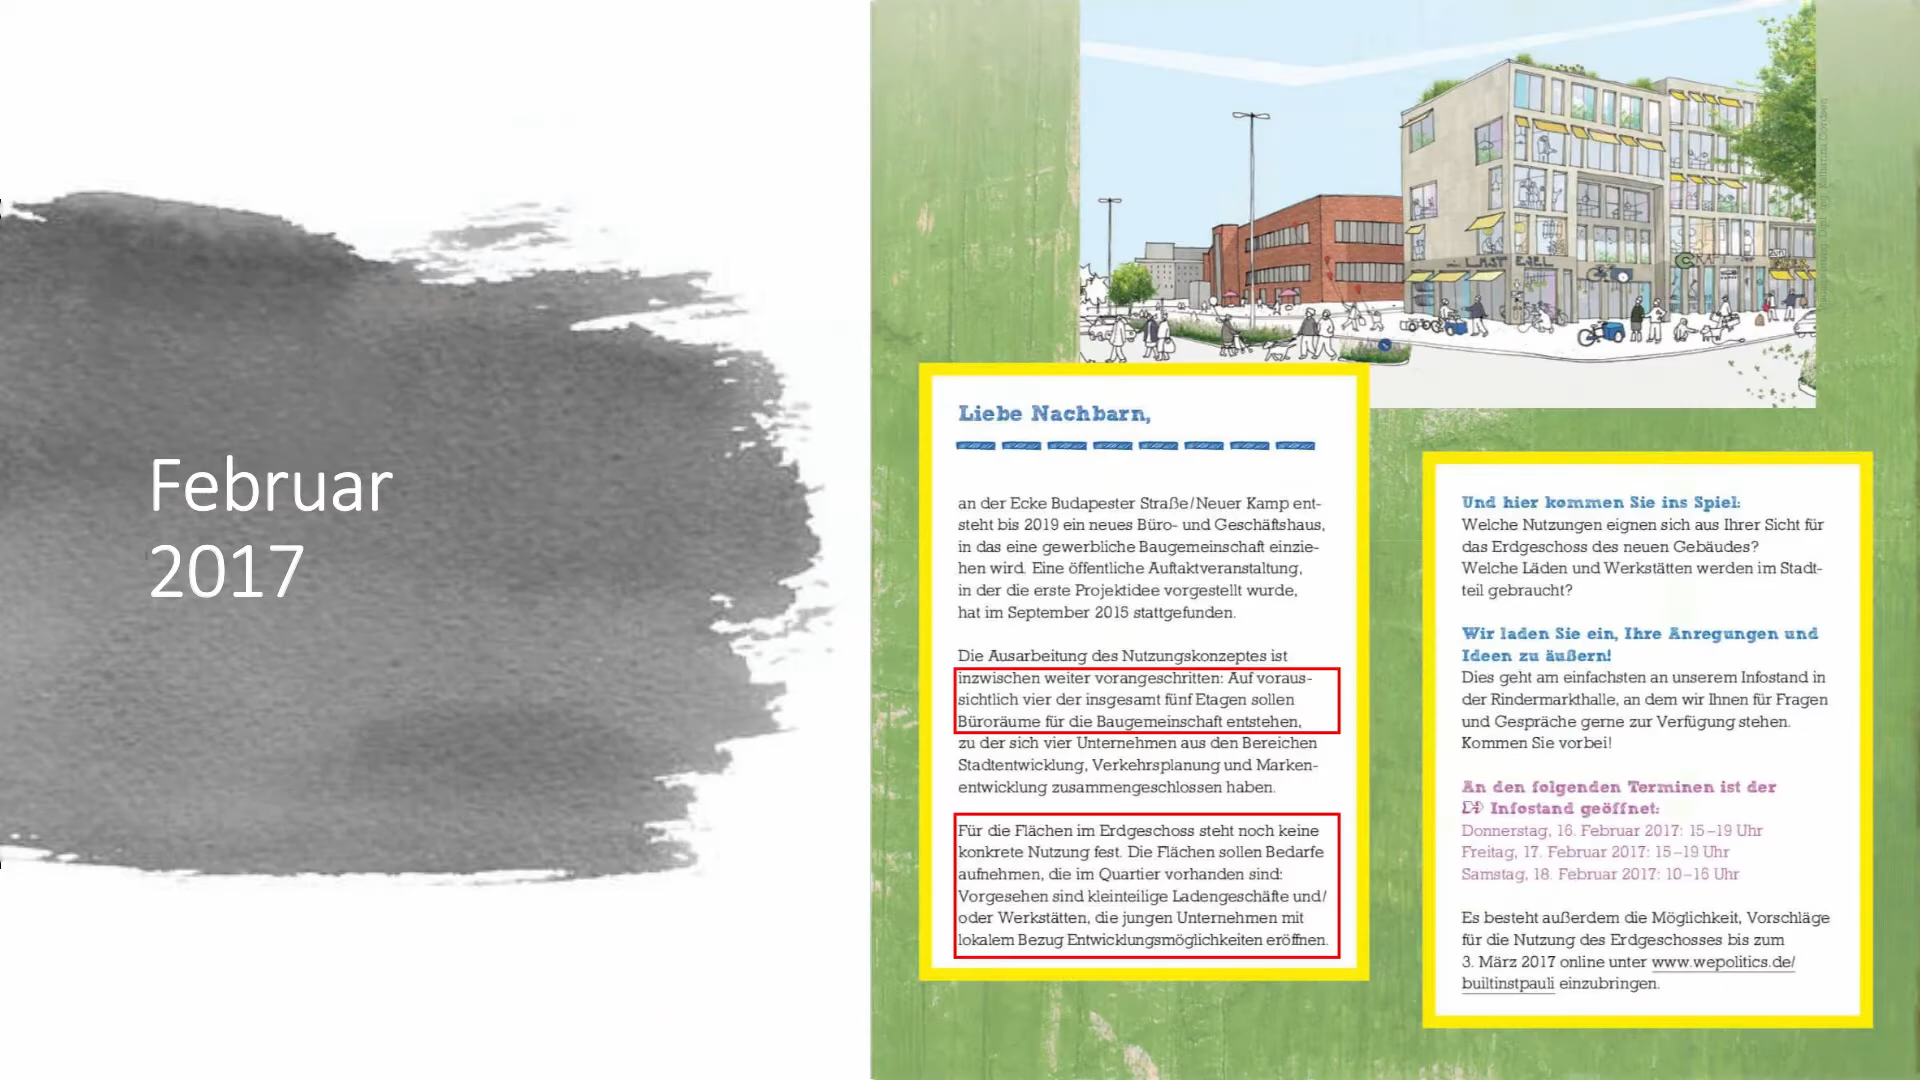 Februar
2017
Liebe Nachbarn,
an der Ecke Budapester Straße/Neuer Kamp ent-
steht bis 2019 ein neues Büro- und Geschäftshaus,
in das eine gewerbliche Baugemeinschaft einzie-
hen wird. Eine öffentliche Auftaktveranstaltung,
in der die erste Projektidee vorgestellt wurde,
hat im September 2015 stattgefunden.
Die Ausarbeitung des Nutzungskonzeptes ist
inzwischen weiter vorangeschritten: Auf voraus-
sichtlich vier der insgesamt fünf Etagen sollen
Büroräume für die Baugemeinschaft entstehen,
zu der sich vier Unternehmen aus den Bereichen
Stadtentwicklung, Verkehrsplanung und Marken-
entwicklung zusammengeschlossen haben.
Für die Flächen im Erdgeschoss steht noch keine
konkrete Nutzung fest. Die Flächen sollen Bedarfe
aufnehmen, die im Quartier vorhanden sind:
Vorgesehen sind kleinteilige Ladengeschäfte und/
oder Werkstätten, die jungen Unternehmen mit
lokalem Bezug Entwicklungsmöglichkeiten eröffnen.
Und hier kommen Sie ins Spiel:
Welche Nutzungen eignen sich aus Ihrer Sicht für
das Erdgeschoss des neuen Gebäudes?
Welche Läden und Werkstätten werden im Stadt-
teil gebraucht?
Wir laden Sie ein, Ihre Anregungen und
Ideen zu äußern!
Dies geht am einfachsten an unserem Infostand in
der Rindermarkthalle, an dem wir Ihnen für Fragen
und Gespräche gerne zur Verfügung stehen.
Kommen Sie vorbei!
An den folgenden Terminen ist der
Infostand geöffnet:
Donnerstag, 16. Februar 2017: 15–19 Uhr
Freitag, 17. Februar 2017: 15–19 Uhr
Samstag, 18. Februar 2017: 10–16 Uhr
Es besteht außerdem die Möglichkeit, Vorschläge
für die Nutzung des Erdgeschosses bis zum
3. März 2017 online unter www.wepolitics.de/
builtinstpauli einzubringen.